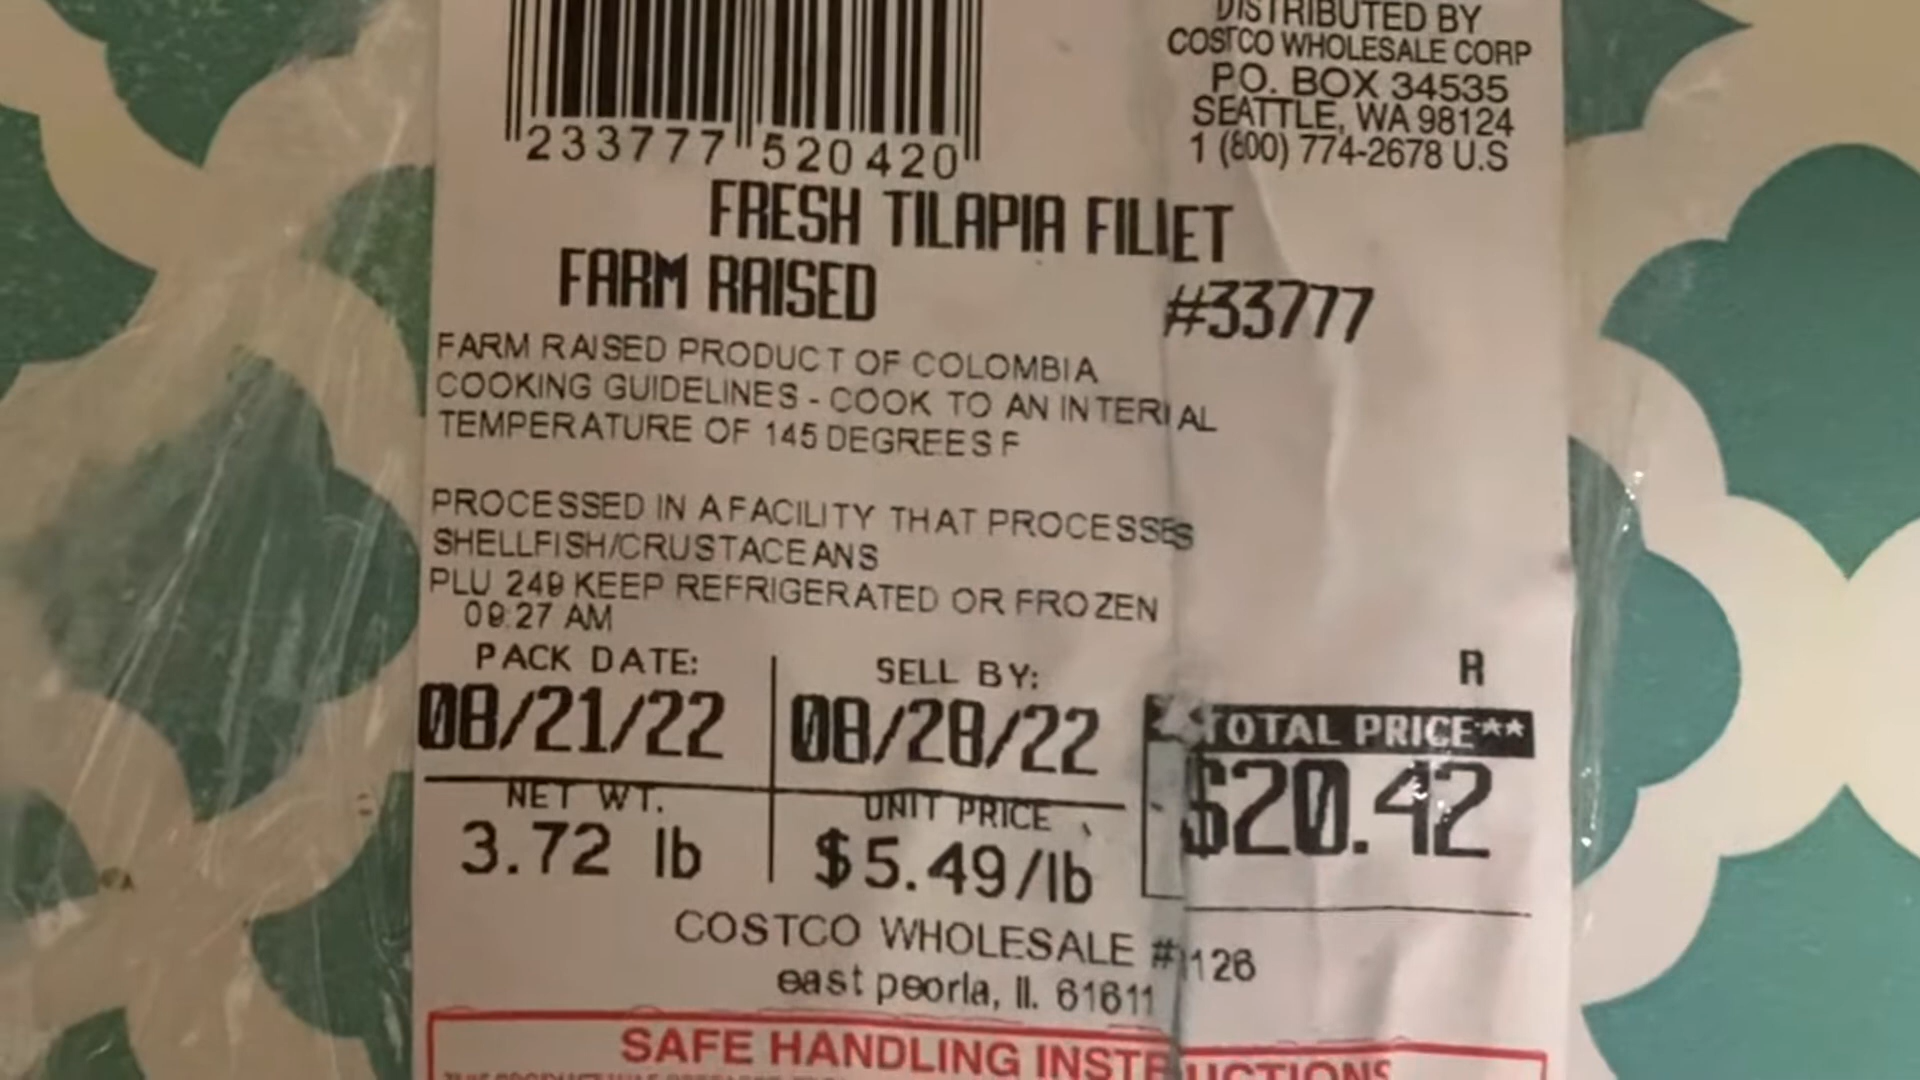 233777 520420
DISTRIBUTED BY
COSTCO WHOLESALE CORP
P.O. BOX 34535
SEATTLE, WA 98124
1 (800) 774-2678 U.S
FRESH TILAPIA FILLET
FARM RAISED #33777
FARM RAISED PRODUCT OF COLOMBIA
COOKING GUIDELINES - COOK TO AN INTERNAL
TEMPERATURE OF 145 DEGREES F
PROCESSED IN A FACILITY THAT PROCESSES
SHELLFISH/CRUSTACEANS
PLU 249 KEEP REFRIGERATED OR FROZEN
09:27 AM
PACK DATE:
08/21/22
SELL BY:
08/28/22
R
TOTAL PRICE**
$20.42
NET WT.
3.72 lb
UNIT PRICE
$5.49/lb
COSTCO WHOLESALE #1126
east peoria, Il. 61611
SAFE HANDLING INSTRUCTIONS